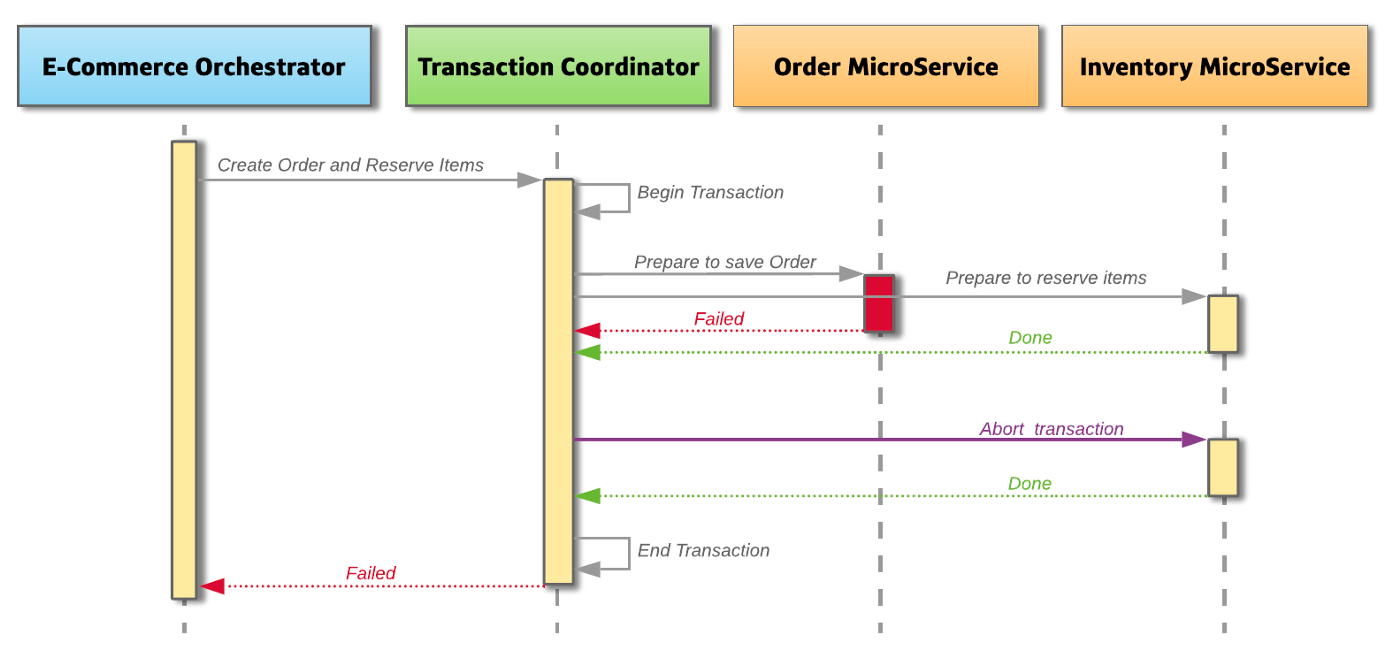 E-Commerce Orchestrator
Transaction Coordinator
Order MicroService
Inventory MicroService
Create Order and Reserve Items
Begin Transaction
Prepare to save Order
Prepare to reserve items
Failed
Done
Abort transaction
Done
End Transaction
Failed